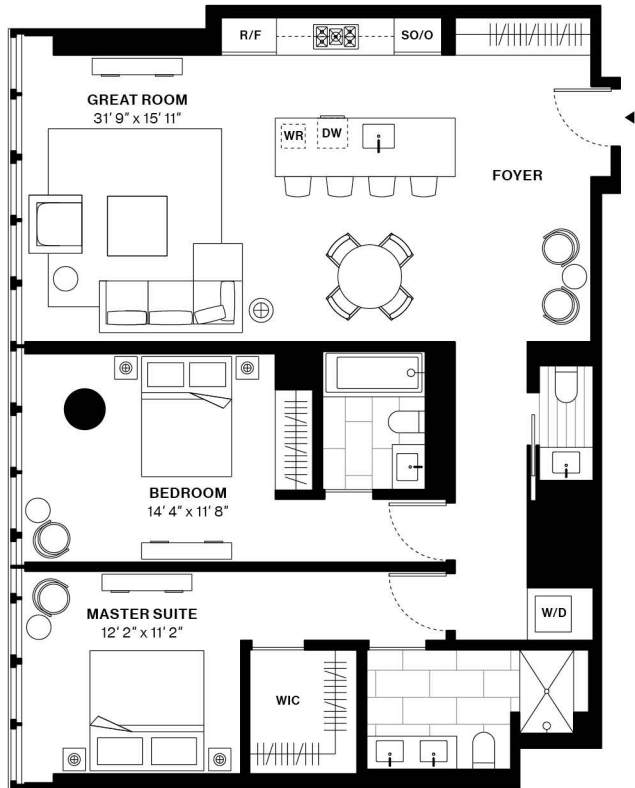 R/F
SO/O
GREAT ROOM
31' 9" x 15' 11"
WR
DW
FOYER
BEDROOM
14' 4" x 11' 8"
MASTER SUITE
12' 2" x 11' 2"
W/D
WIC